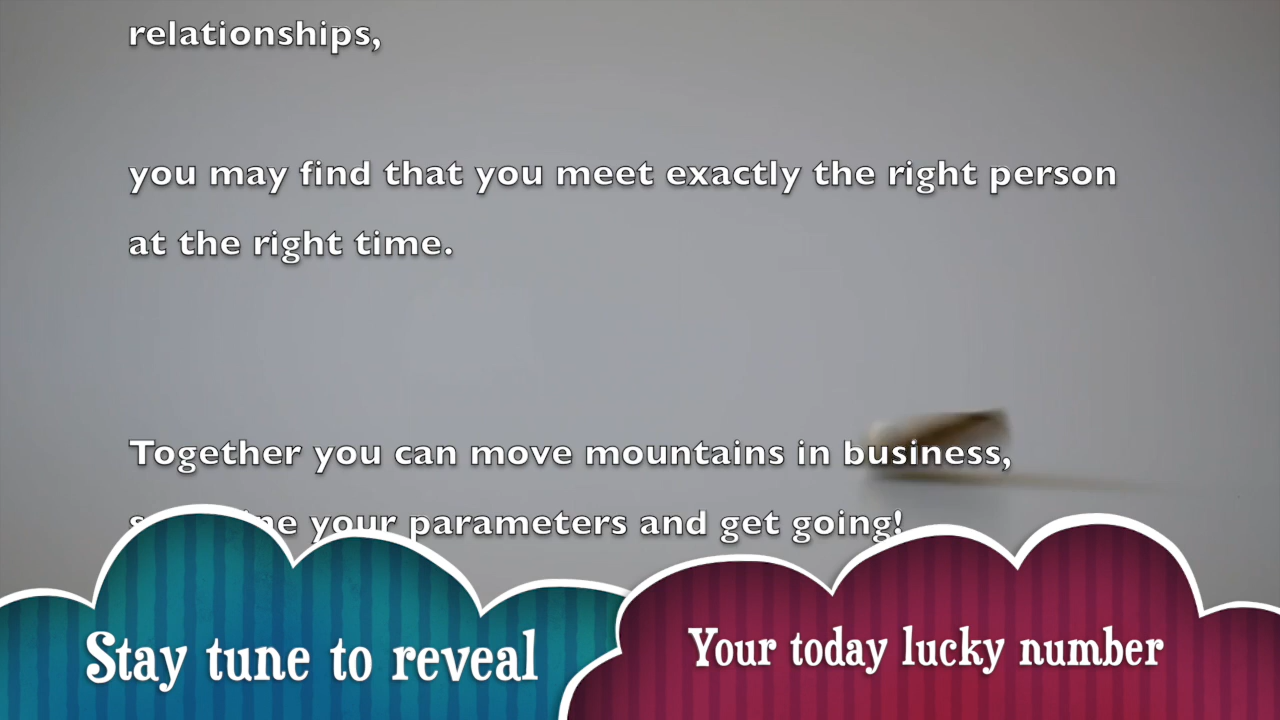 relationships,
you may find that you meet exactly the right person
at the right time.
Together you can move mountains in business,
your parameters and get going!
Stay tune to reveal
Your today lucky number